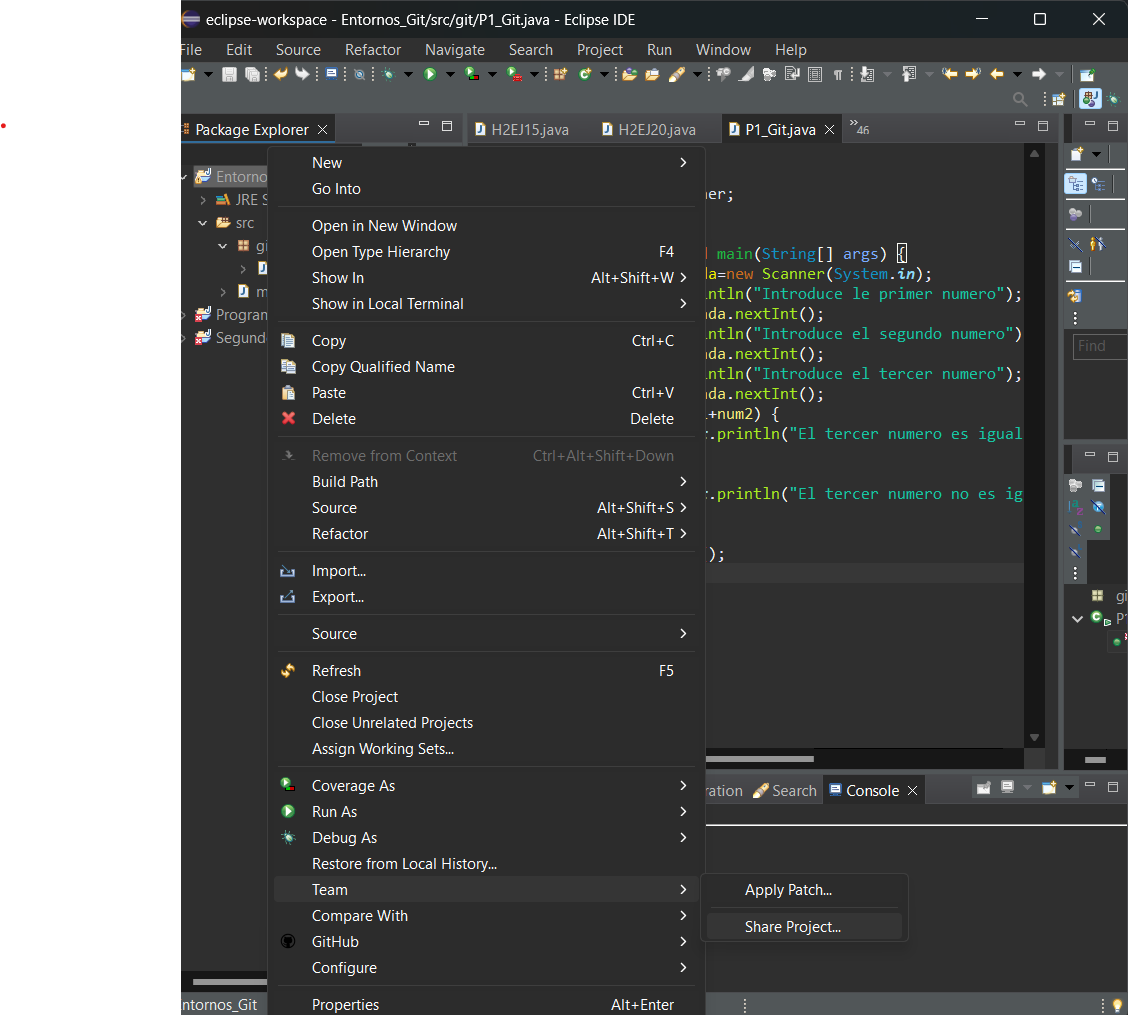 eclipse-workspace - Entornos_Git/src/git/P1_Git.java - Eclipse IDE
File Edit Source Refactor Navigate Search Project Run Window Help
Package Explorer
H2EJ15.java
H2EJ20.java
P1_Git.java
46
Entorno
JRE S
src
gi
m
Program
Segund
New
Go Into
Open in New Window
Open Type Hierarchy F4
Show In Alt+Shift+W
Show in Local Terminal
Copy Ctrl+C
Copy Qualified Name
Paste Ctrl+V
Delete Delete
Remove from Context Ctrl+Alt+Shift+Down
Build Path
Source Alt+Shift+S
Refactor Alt+Shift+T
Import...
Export...
Source
Refresh F5
Close Project
Close Unrelated Projects
Assign Working Sets...
Coverage As
Run As
Debug As
Restore from Local History...
Team
Compare With
GitHub
Configure
Properties Alt+Enter
Apply Patch...
Share Project...
ner;
main(String[] args) {
da=new Scanner(System.in);
ntln("Introduce le primer numero");
da.nextInt();
ntln("Introduce el segundo numero")
da.nextInt();
ntln("Introduce el tercer numero");
da.nextInt();
+num2) {
.println("El tercer numero es igual
.println("El tercer numero no es ig
);
Find
gi
P1
ration
Search
Console
ntornos_Git